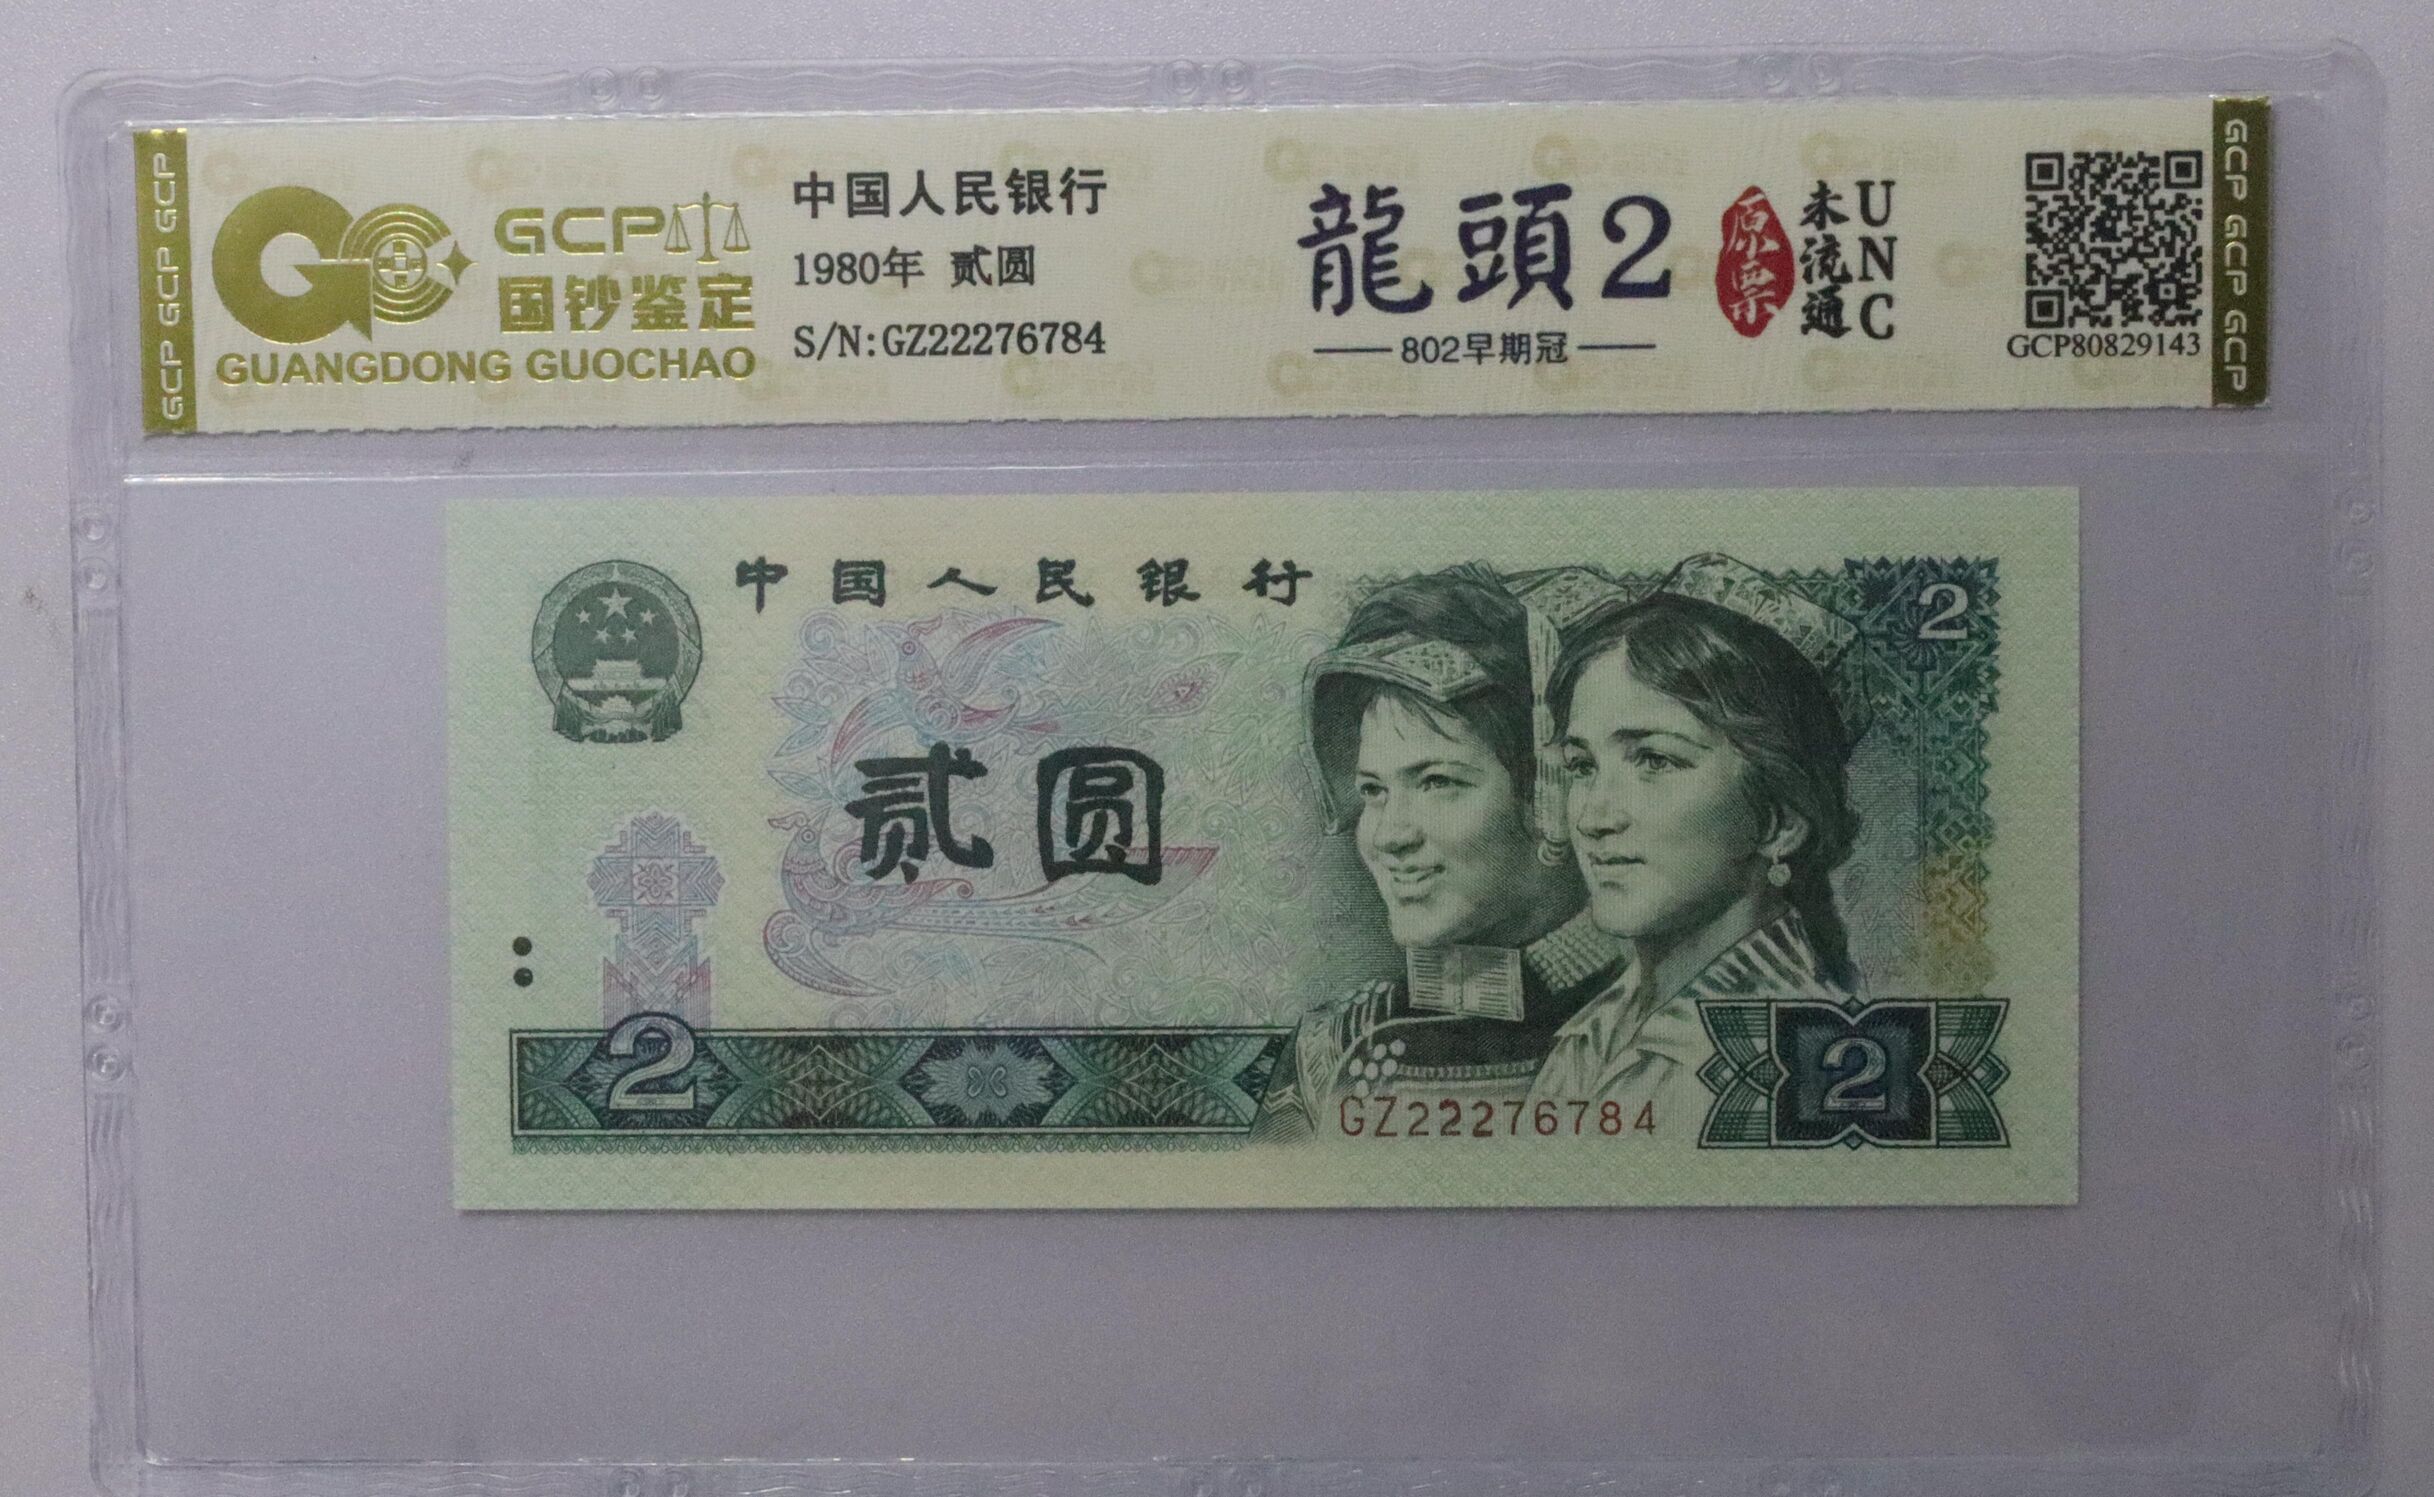 GCP GCP GCP
GCP
国钞鉴定
GUANGDONG GUOCHAO
中国人民银行
1980年 贰圆
S/N:GZ22276784
龍頭2
802早期冠
原票
未流通
UNC
GCP80829143
GCP GCP GCP
中国人民银行
2
贰圆
2
GZ22276784
2